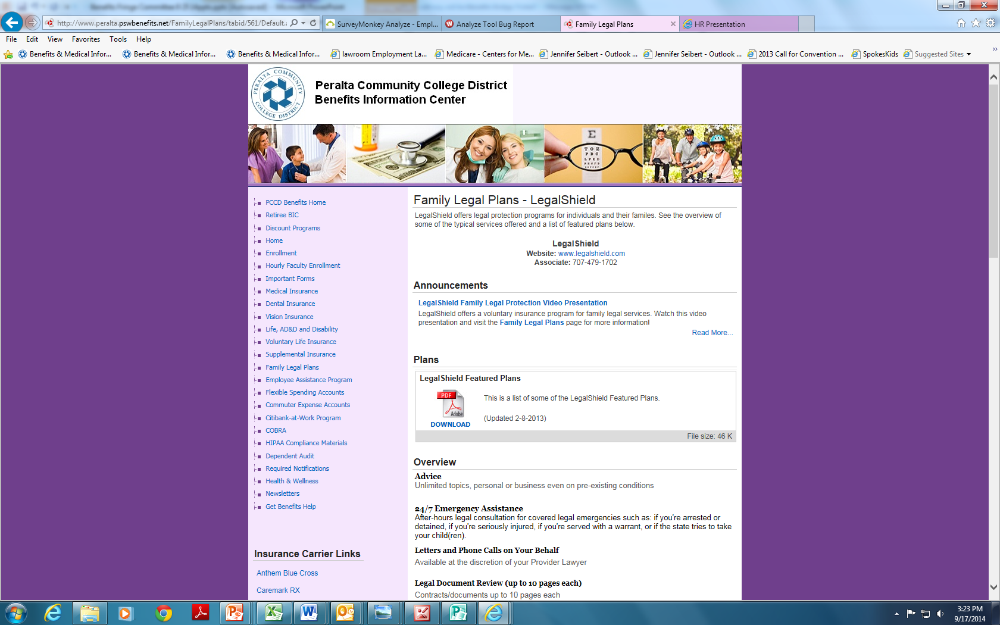 http://www.peralta.pswbenefits.net/FamilyLegalPlans/tabid/561/Default.
SurveyMonkey Analyze - Empl...
Analyze Tool Bug Report
Family Legal Plans
HR Presentation
File Edit View Favorites Tools Help
Benefits & Medical Infor...
Benefits & Medical Infor...
Benefits & Medical Infor...
lawroom Employment La...
Medicare - Centers for Me...
Jennifer Seibert - Outlook ...
Jennifer Seibert - Outlook ...
2013 Call for Convention ...
SpokesKids
Suggested Sites
PERALTA COMMUNITY
COLLEGE DISTRICT
Peralta Community College District
Benefits Information Center
PCCD Benefits Home
Retiree BIC
Discount Programs
Home
Enrollment
Hourly Faculty Enrollment
Important Forms
Medical Insurance
Dental Insurance
Vision Insurance
Life, AD&D and Disability
Voluntary Life Insurance
Supplemental Insurance
Family Legal Plans
Employee Assistance Program
Flexible Spending Accounts
Commuter Expense Accounts
Citibank-at-Work Program
COBRA
HIPAA Compliance Materials
Dependent Audit
Required Notifications
Health & Wellness
Newsletters
Get Benefits Help
Insurance Carrier Links
Anthem Blue Cross
Caremark RX
Family Legal Plans - LegalShield
LegalShield offers legal protection programs for individuals and their familes. See the overview of
some of the typical services offered and a list of featured plans below.
LegalShield
Website: www.legalshield.com
Associate: 707-479-1702
Announcements
LegalShield Family Legal Protection Video Presentation
LegalShield offers a voluntary insurance program for family legal services. Watch this video
presentation and visit the Family Legal Plans page for more information!
Read More...
Plans
LegalShield Featured Plans
PDF
Adobe
DOWNLOAD
This is a list of some of the LegalShield Featured Plans.
(Updated 2-8-2013)
File size: 46 K
Overview
Advice
Unlimited topics, personal or business even on pre-existing conditions
24/7 Emergency Assistance
After-hours legal consultation for covered legal emergencies such as: if you're arrested or
detained, if you're seriously injured, if you're served with a warrant, or if the state tries to take
your child(ren).
Letters and Phone Calls on Your Behalf
Available at the discretion of your Provider Lawyer
Legal Document Review (up to 10 pages each)
Contracts/documents up to 10 pages each
3:23 PM
9/17/2014